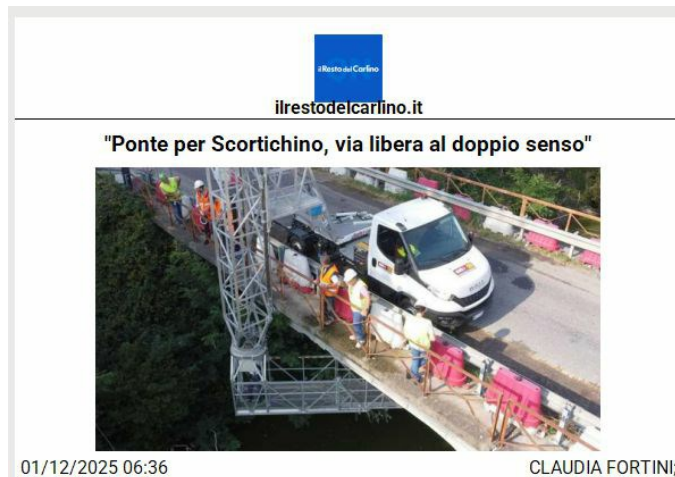 il Resto del Carlino
ilrestodelcarlino.it
"Ponte per Scortichino, via libera al doppio senso"
01/12/2025 06:36
CLAUDIA FORTINI;